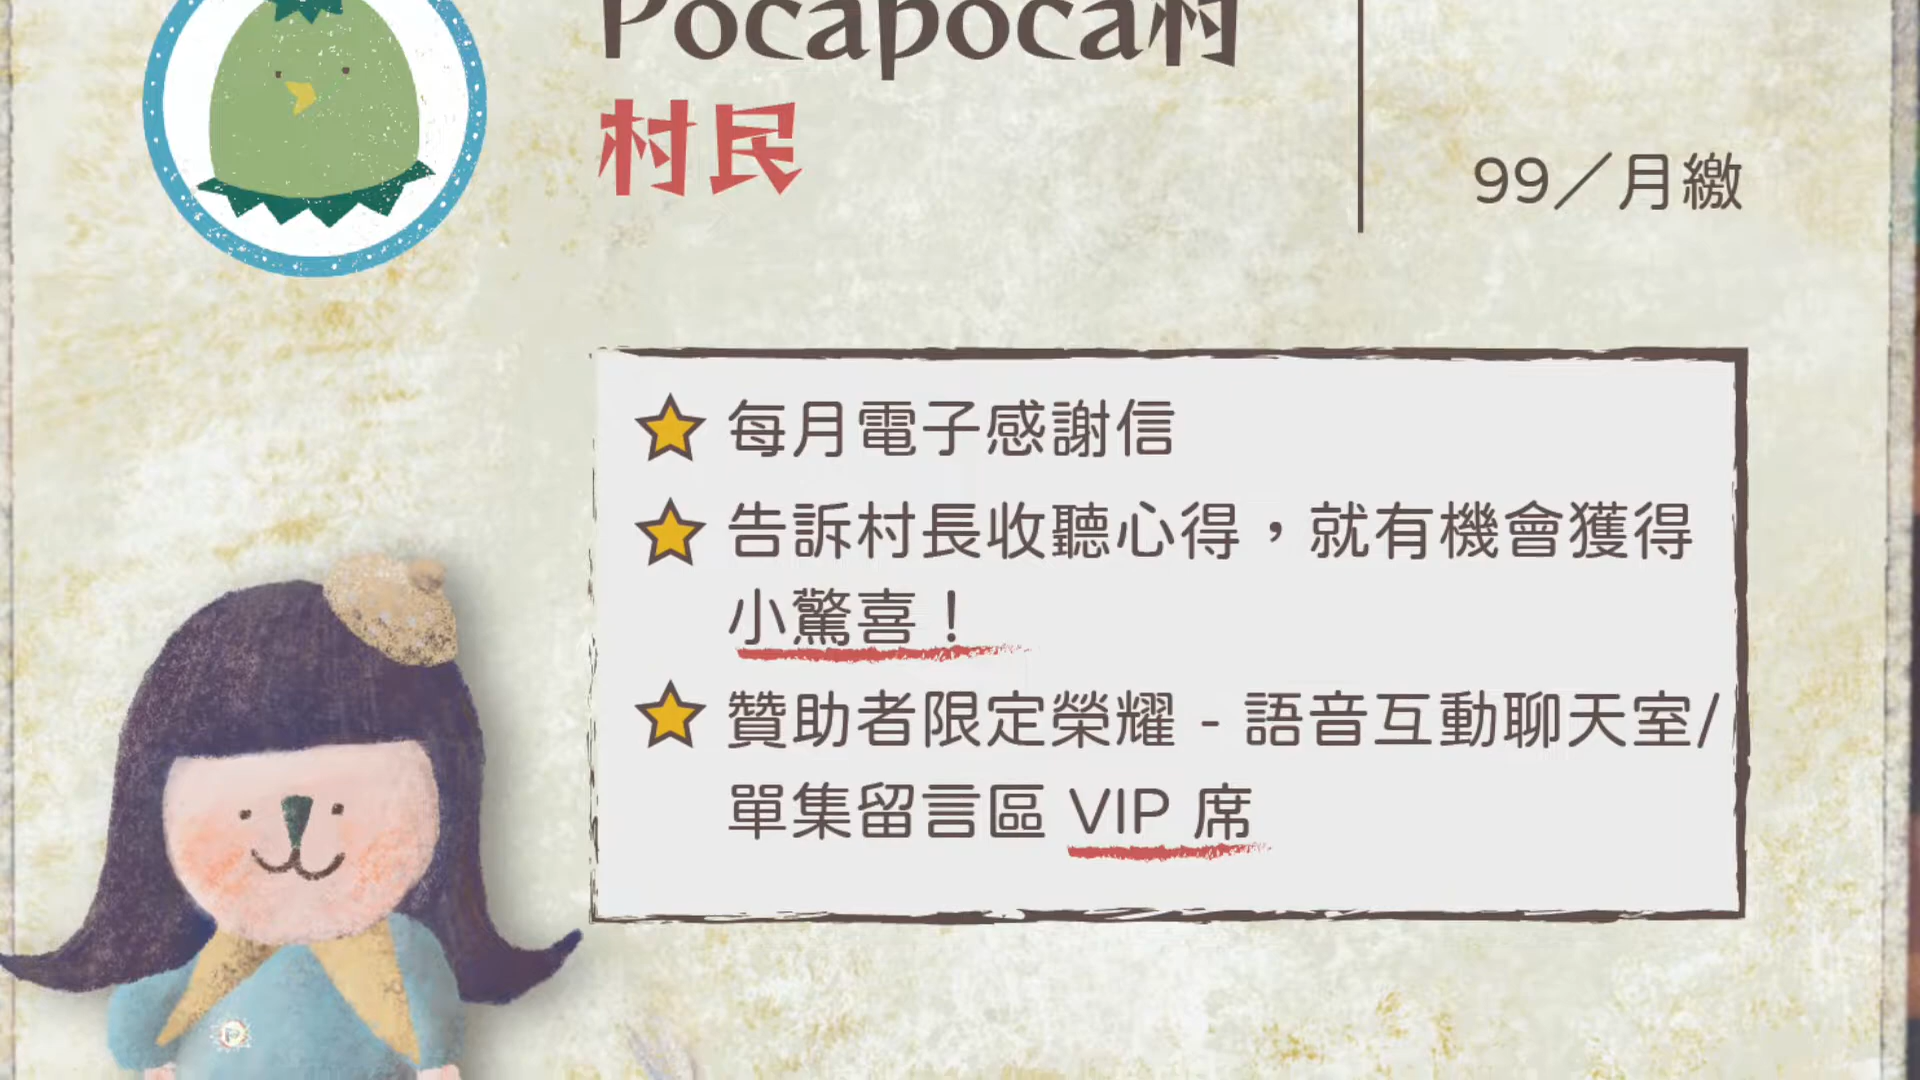 Pocapoca村
村民
99／月繳
每月電子感謝信
告訴村長收聽心得，就有機會獲得
小驚喜！
贊助者限定榮耀 - 語音互動聊天室/
單集留言區 VIP 席